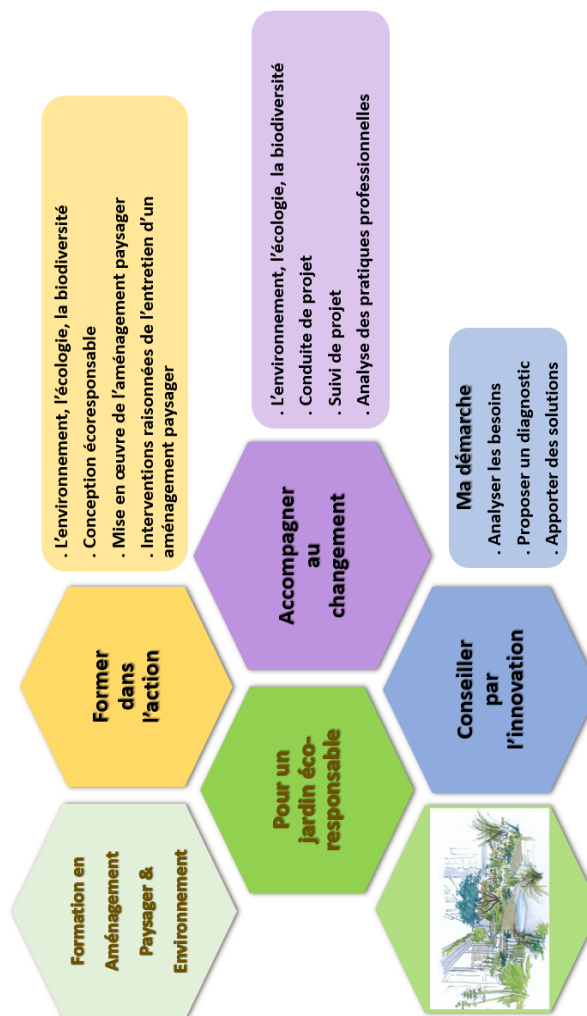 Formation en
Aménagement
Paysager &
Environnement
Former
dans
l'action
. L'environnement, l'écologie, la biodiversité
. Conception écoresponsable
. Mise en œuvre de l'aménagement paysager
. Interventions raisonnées de l'entretien d'un
aménagement paysager
Pour un
jardin éco-
responsable
Accompagner
au
changement
. L'environnement, l'écologie, la biodiversité
. Conduite de projet
. Suivi de projet
. Analyse des pratiques professionnelles
Conseiller
par
l'innovation
Ma démarche
. Analyser les besoins
. Proposer un diagnostic
. Apporter des solutions